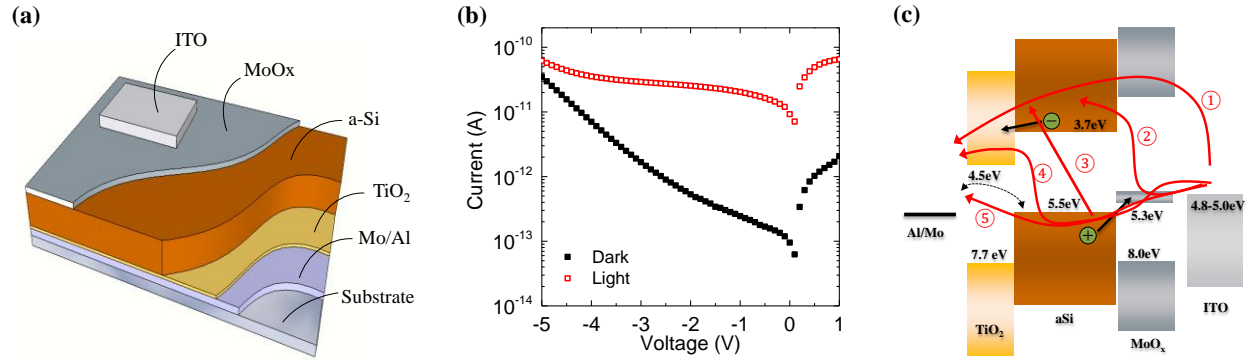 (a)
ITO
MoOx
a-Si
TiO2
Mo/Al
Substrate
(b)
10^-10
10^-11
10^-12
10^-13
10^-14
Current (A)
Dark
Light
-5
-4
-3
-2
-1
0
1
Voltage (V)
(c)
①
−
3.7eV
②
③
④
4.5eV
5.5eV
5.3eV
4.8-5.0eV
⑤
+
Al/Mo
7.7 eV
8.0eV
ITO
TiO2
aSi
MoOx